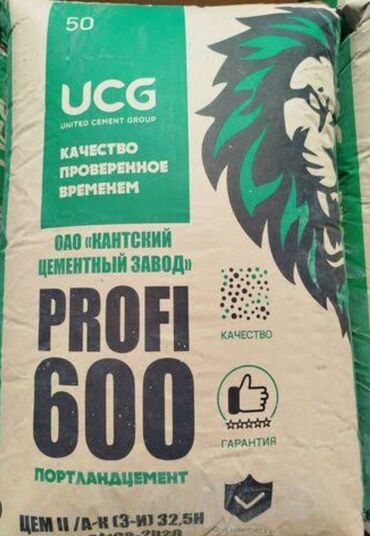 50
UCG
UNITED CEMENT GROUP
КАЧЕСТВО
ПРОВЕРЕННОЕ
ВРЕМЕНЕМ
ОАО «КАНТСКИЙ
ЦЕМЕНТНЫЙ ЗАВОД»
PROFI
600
КАЧЕСТВО
ГАРАНТИЯ
ПОРТЛАНДЦЕМЕНТ
ЦЕМ II /А-К (З-И) 32,5Н